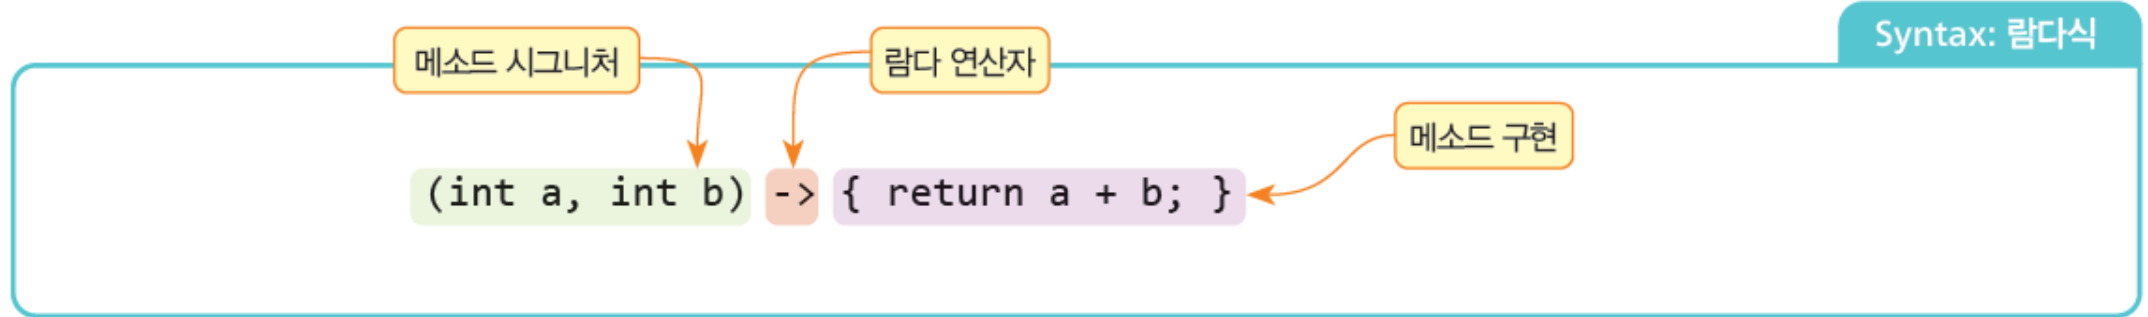 Syntax: 람다식
메소드 시그니처
람다 연산자
메소드 구현
(int a, int b) -> { return a + b; }